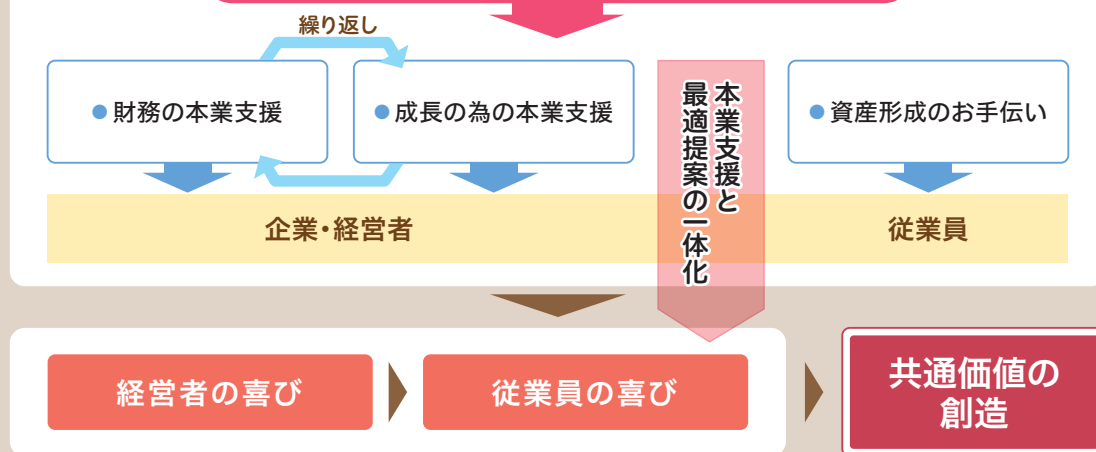 繰り返し
●財務の本業支援
●成長の為の本業支援
本業支援と
最適提案の一体化
●資産形成のお手伝い
企業・経営者
従業員
経営者の喜び
従業員の喜び
共通価値の
創造